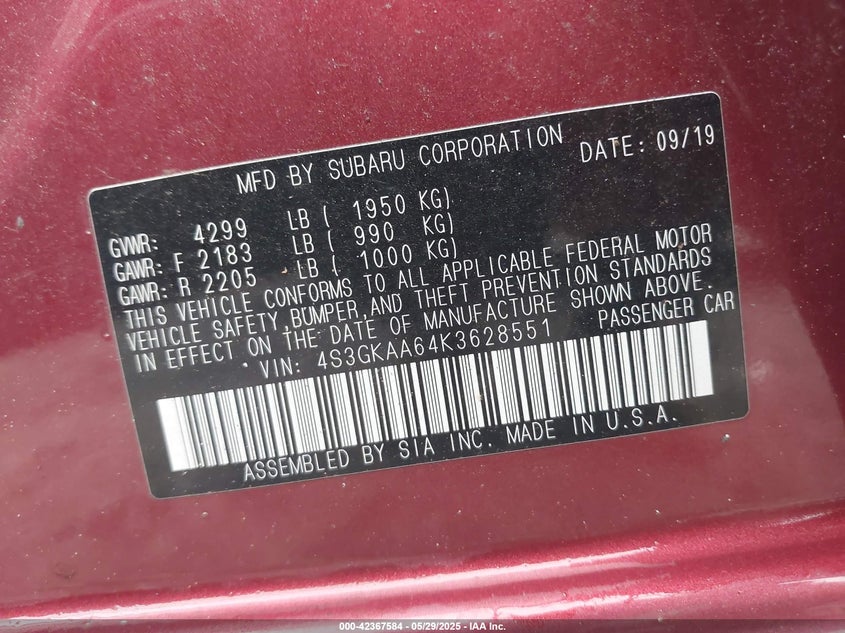 MFD BY SUBARU CORPORATION DATE: 09/19
GVWR: 4299 LB ( 1950 KG)
GAWR: F 2183 LB ( 990 KG)
GAWR: R 2205 LB ( 1000 KG)
THIS VEHICLE CONFORMS TO ALL APPLICABLE FEDERAL MOTOR
VEHICLE SAFETY,BUMPER,AND THEFT PREVENTION STANDARDS
IN EFFECT ON THE DATE OF MANUFACTURE SHOWN ABOVE.
VIN: 4S3GKAA64K3628551 PASSENGER CAR
ASSEMBLED BY SIA INC. MADE IN U.S.A.
000-42367584 - 05/29/2025 - IAA Inc.